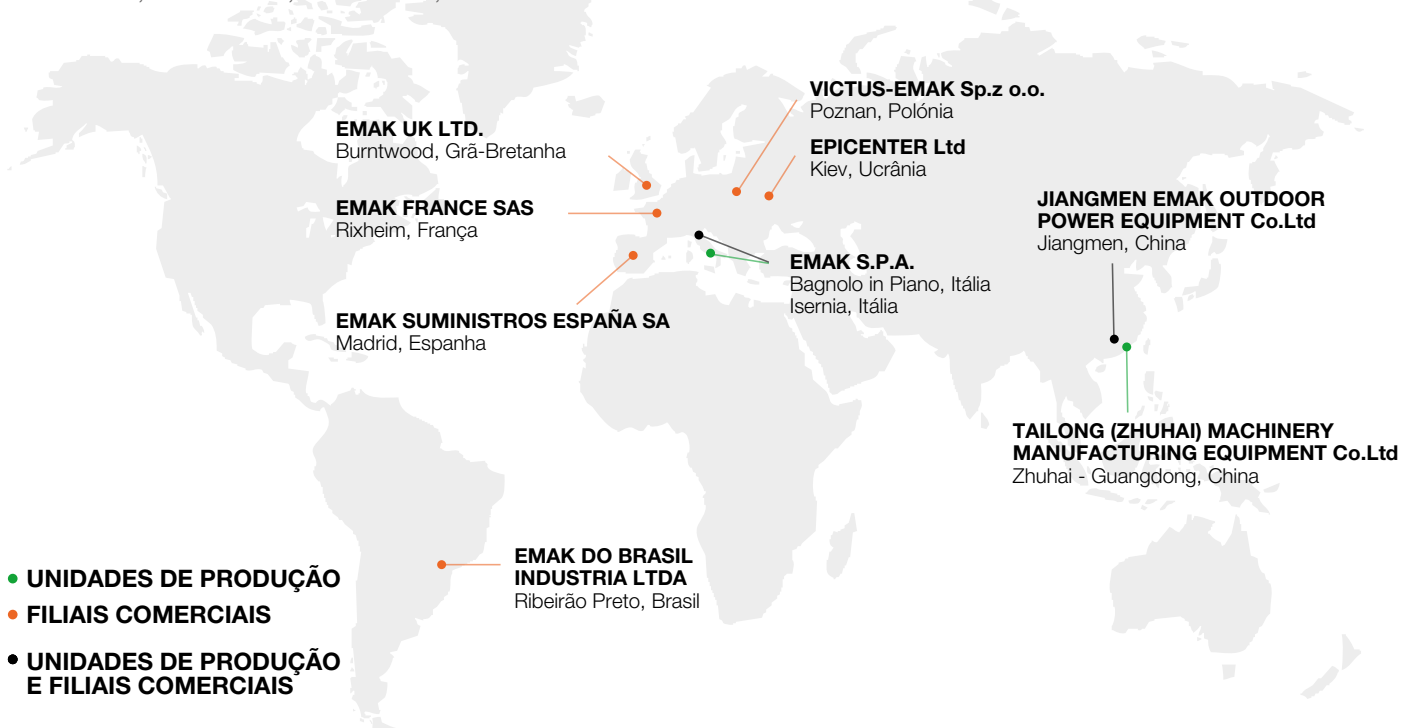 VICTUS-EMAK Sp.z o.o.
Poznan, Polónia
EMAK UK LTD.
Burntwood, Grã-Bretanha
EPICENTER Ltd
Kiev, Ucrânia
EMAK FRANCE SAS
Rixheim, França
JIANGMEN EMAK OUTDOOR
POWER EQUIPMENT Co.Ltd
Jiangmen, China
EMAK S.P.A.
Bagnolo in Piano, Itália
Isernia, Itália
EMAK SUMINISTROS ESPAÑA SA
Madrid, Espanha
TAILONG (ZHUHAI) MACHINERY
MANUFACTURING EQUIPMENT Co.Ltd
Zhuhai - Guangdong, China
EMAK DO BRASIL
INDUSTRIA LTDA
Ribeirão Preto, Brasil
UNIDADES DE PRODUÇÃO
FILIAIS COMERCIAIS
UNIDADES DE PRODUÇÃO
E FILIAIS COMERCIAIS